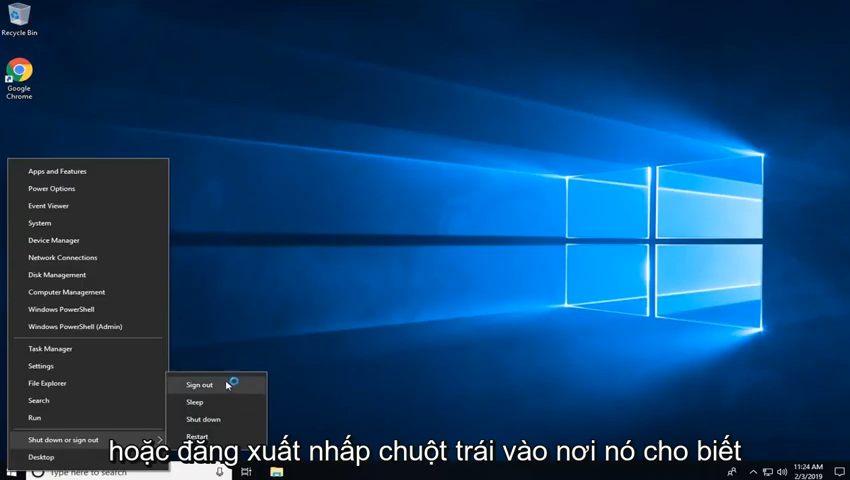 Recycle Bin
Google
Chrome
Apps and Features
Power Options
Event Viewer
System
Device Manager
Network Connections
Disk Management
Computer Management
Windows PowerShell
Windows PowerShell (Admin)
Task Manager
Settings
File Explorer
Search
Run
Shut down or sign out
Desktop
Sign out
Sleep
Shut down
Restart
hoặc đăng xuất nhấp chuột trái vào nơi nó cho biết
Type here to search
11:24 AM
2/3/2019